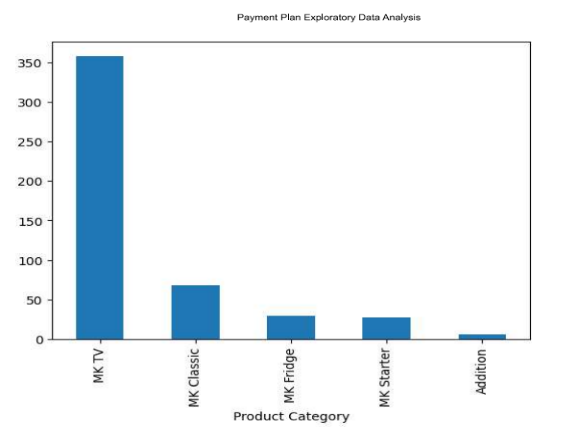 Payment Plan Exploratory Data Analysis
350
300
250
200
150
100
50
0
MK TV
MK Classic
MK Fridge
MK Starter
Addition
Product Category